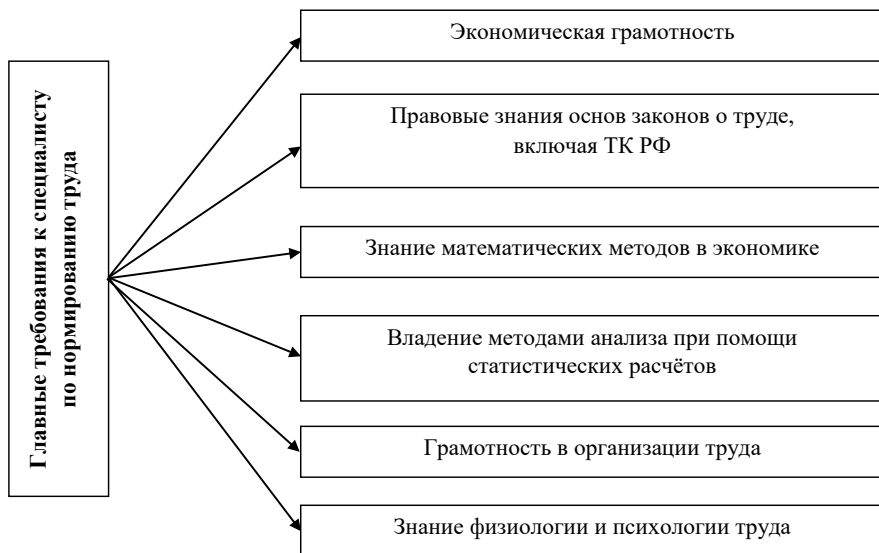 Главные требования к специалисту
по нормированию труда
Экономическая грамотность
Правовые знания основ законов о труде,
включая ТК РФ
Знание математических методов в экономике
Владение методами анализа при помощи
статистических расчётов
Грамотность в организации труда
Знание физиологии и психологии труда